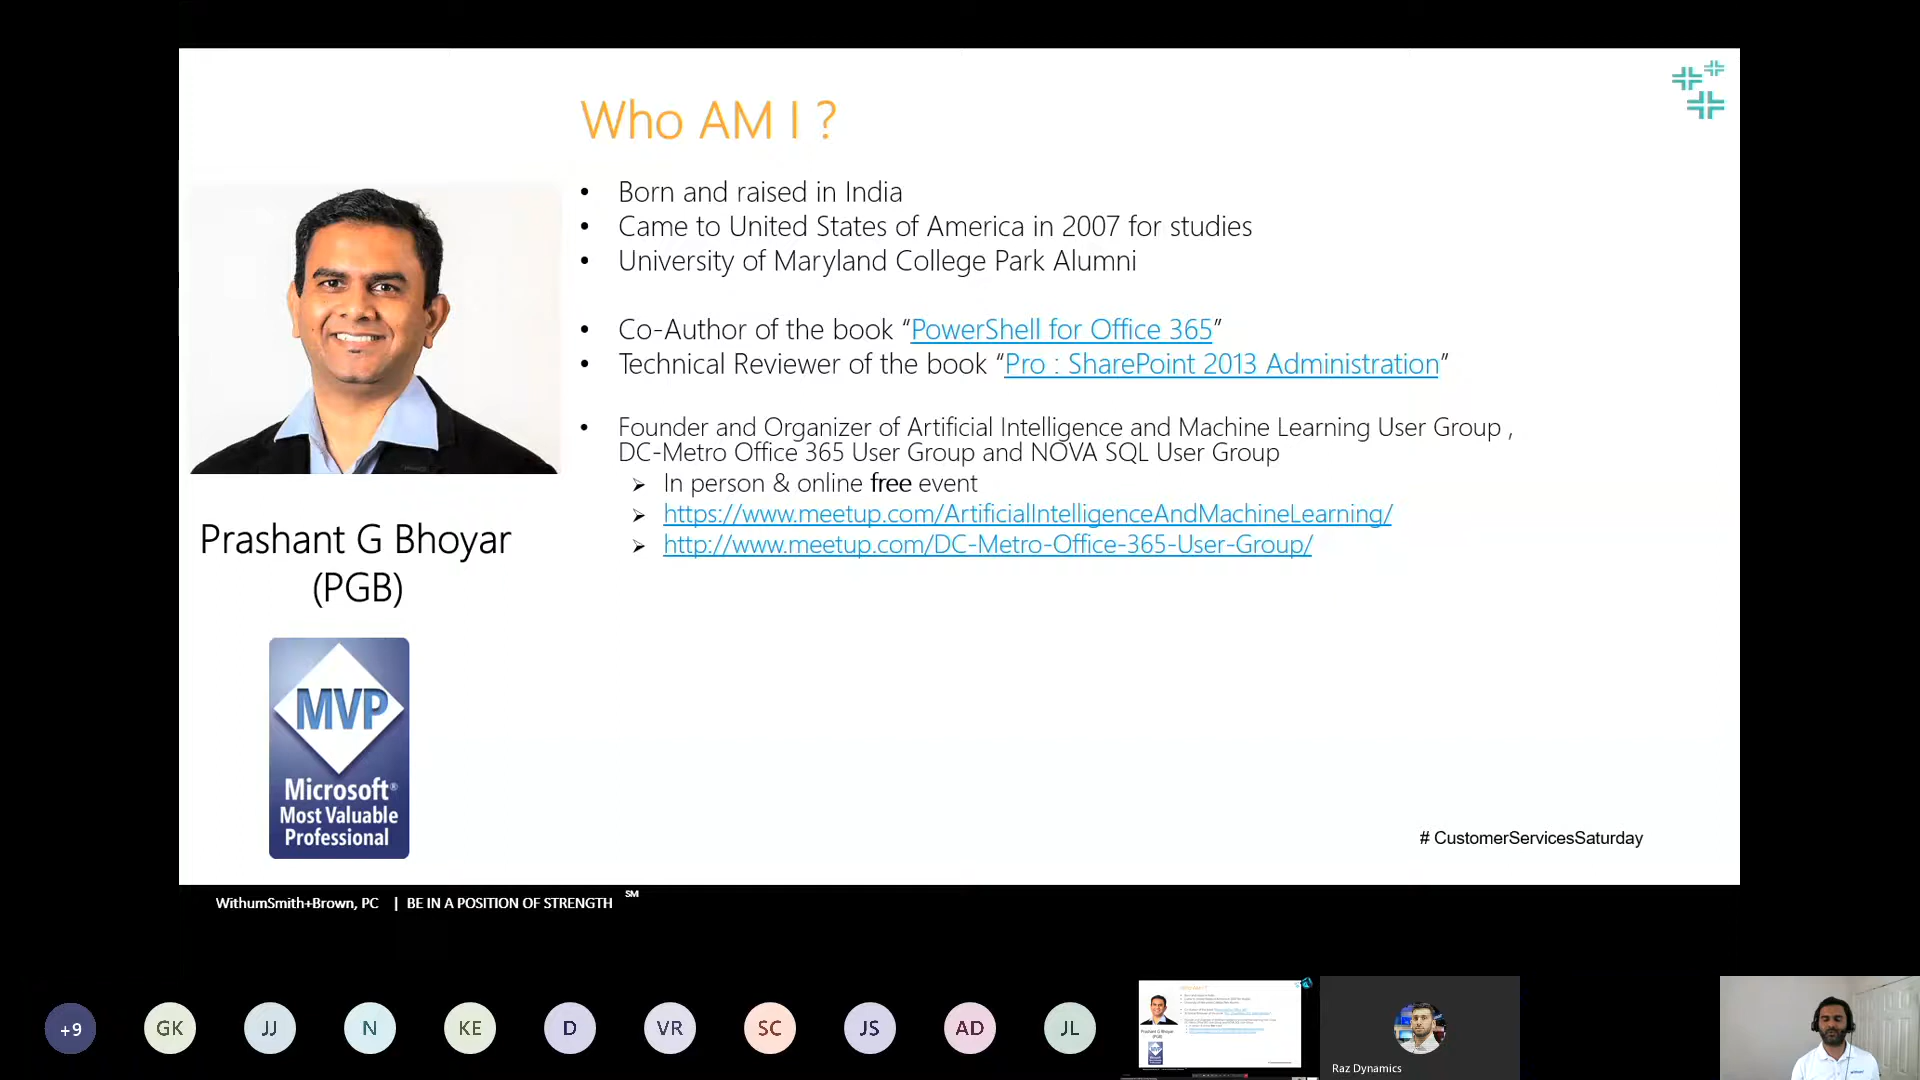 Who AM I ?
• Born and raised in India
• Came to United States of America in 2007 for studies
• University of Maryland College Park Alumni
• Co-Author of the book “PowerShell for Office 365”
• Technical Reviewer of the book “Pro : SharePoint 2013 Administration”
• Founder and Organizer of Artificial Intelligence and Machine Learning User Group ,
DC-Metro Office 365 User Group and NOVA SQL User Group
➢ In person & online free event
➢ https://www.meetup.com/ArtificialIntelligenceAndMachineLearning/
➢ http://www.meetup.com/DC-Metro-Office-365-User-Group/
Prashant G Bhoyar
(PGB)
MVP
Microsoft®
Most Valuable
Professional
# CustomerServicesSaturday
WithumSmith+Brown, PC | BE IN A POSITION OF STRENGTH SM
+9 GK JJ N KE D VR SC JS AD JL
Raz Dynamics